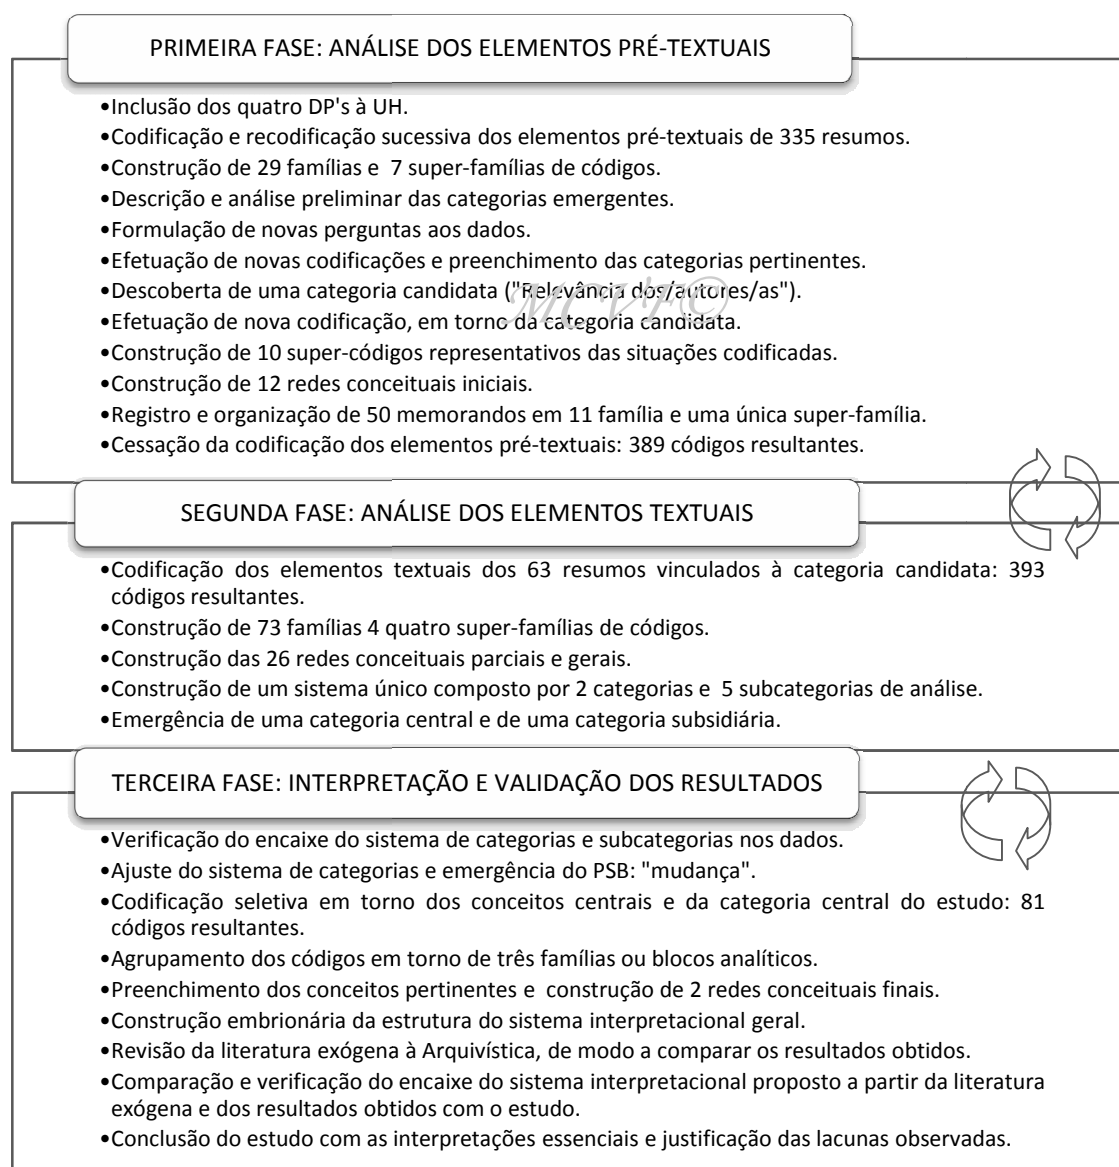 PRIMEIRA FASE: ANÁLISE DOS ELEMENTOS PRÉ-TEXTUAIS
•Inclusão dos quatro DP's à UH.
•Codificação e recodificação sucessiva dos elementos pré-textuais de 335 resumos.
•Construção de 29 famílias e 7 super-famílias de códigos.
•Descrição e análise preliminar das categorias emergentes.
•Formulação de novas perguntas aos dados.
•Efetuação de novas codificações e preenchimento das categorias pertinentes.
•Descoberta de uma categoria candidata ("Relevância dos/autores/as").
MCVF©
•Efetuação de nova codificação, em torno da categoria candidata.
•Construção de 10 super-códigos representativos das situações codificadas.
•Construção de 12 redes conceituais iniciais.
•Registro e organização de 50 memorandos em 11 família e uma única super-família.
•Cessação da codificação dos elementos pré-textuais: 389 códigos resultantes.
SEGUNDA FASE: ANÁLISE DOS ELEMENTOS TEXTUAIS
•Codificação dos elementos textuais dos 63 resumos vinculados à categoria candidata: 393
códigos resultantes.
•Construção de 73 famílias 4 quatro super-famílias de códigos.
•Construção das 26 redes conceituais parciais e gerais.
•Construção de um sistema único composto por 2 categorias e 5 subcategorias de análise.
•Emergência de uma categoria central e de uma categoria subsidiária.
TERCEIRA FASE: INTERPRETAÇÃO E VALIDAÇÃO DOS RESULTADOS
•Verificação do encaixe do sistema de categorias e subcategorias nos dados.
•Ajuste do sistema de categorias e emergência do PSB: "mudança".
•Codificação seletiva em torno dos conceitos centrais e da categoria central do estudo: 81
códigos resultantes.
•Agrupamento dos códigos em torno de três famílias ou blocos analíticos.
•Preenchimento dos conceitos pertinentes e construção de 2 redes conceituais finais.
•Construção embrionária da estrutura do sistema interpretacional geral.
•Revisão da literatura exógena à Arquivística, de modo a comparar os resultados obtidos.
•Comparação e verificação do encaixe do sistema interpretacional proposto a partir da literatura
exógena e dos resultados obtidos com o estudo.
•Conclusão do estudo com as interpretações essenciais e justificação das lacunas observadas.